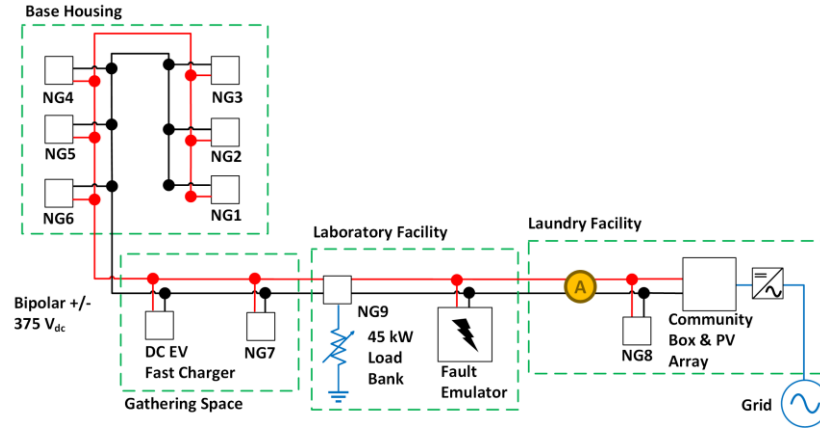 Base Housing
NG4
NG3
NG5
NG2
NG6
NG1
Laboratory Facility
Laundry Facility
Bipolar +/-
375 Vdc
A
NG9
45 kW
Load
Bank
DC EV
Fast Charger
NG7
Fault
Emulator
NG8
Community
Box & PV
Array
Gathering Space
Grid